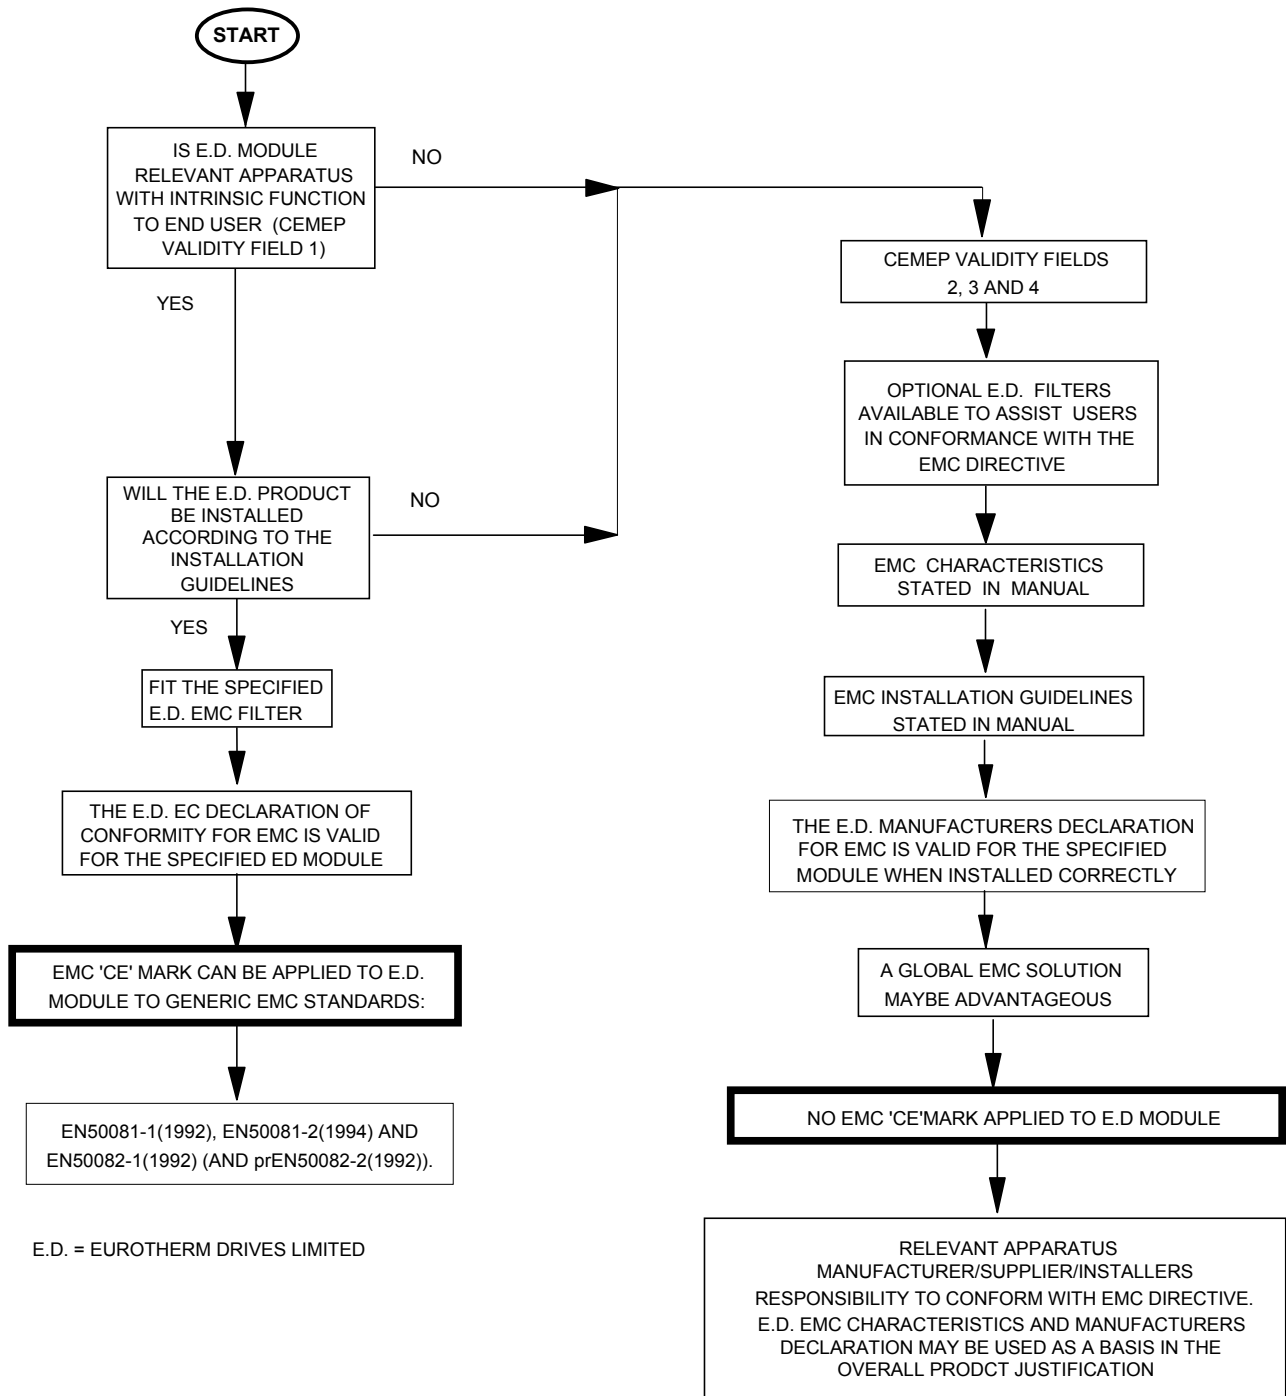 START
IS E.D. MODULE
RELEVANT APPARATUS
WITH INTRINSIC FUNCTION
TO END USER (CEMEP
VALIDITY FIELD 1)
NO
YES
WILL THE E.D. PRODUCT
BE INSTALLED
ACCORDING TO THE
INSTALLATION
GUIDELINES
NO
YES
FIT THE SPECIFIED
E.D. EMC FILTER
THE E.D. EC DECLARATION OF
CONFORMITY FOR EMC IS VALID
FOR THE SPECIFIED ED MODULE
EMC 'CE' MARK CAN BE APPLIED TO E.D.
MODULE TO GENERIC EMC STANDARDS:
EN50081-1(1992), EN50081-2(1994) AND
EN50082-1(1992) (AND prEN50082-2(1992)).
E.D. = EUROTHERM DRIVES LIMITED
CEMEP VALIDITY FIELDS
2, 3 AND 4
OPTIONAL E.D. FILTERS
AVAILABLE TO ASSIST USERS
IN CONFORMANCE WITH THE
EMC DIRECTIVE
EMC CHARACTERISTICS
STATED IN MANUAL
EMC INSTALLATION GUIDELINES
STATED IN MANUAL
THE E.D. MANUFACTURERS DECLARATION
FOR EMC IS VALID FOR THE SPECIFIED
MODULE WHEN INSTALLED CORRECTLY
A GLOBAL EMC SOLUTION
MAYBE ADVANTAGEOUS
NO EMC 'CE'MARK APPLIED TO E.D MODULE
RELEVANT APPARATUS
MANUFACTURER/SUPPLIER/INSTALLERS
RESPONSIBILITY TO CONFORM WITH EMC DIRECTIVE.
E.D. EMC CHARACTERISTICS AND MANUFACTURERS
DECLARATION MAY BE USED AS A BASIS IN THE
OVERALL PRODCT JUSTIFICATION